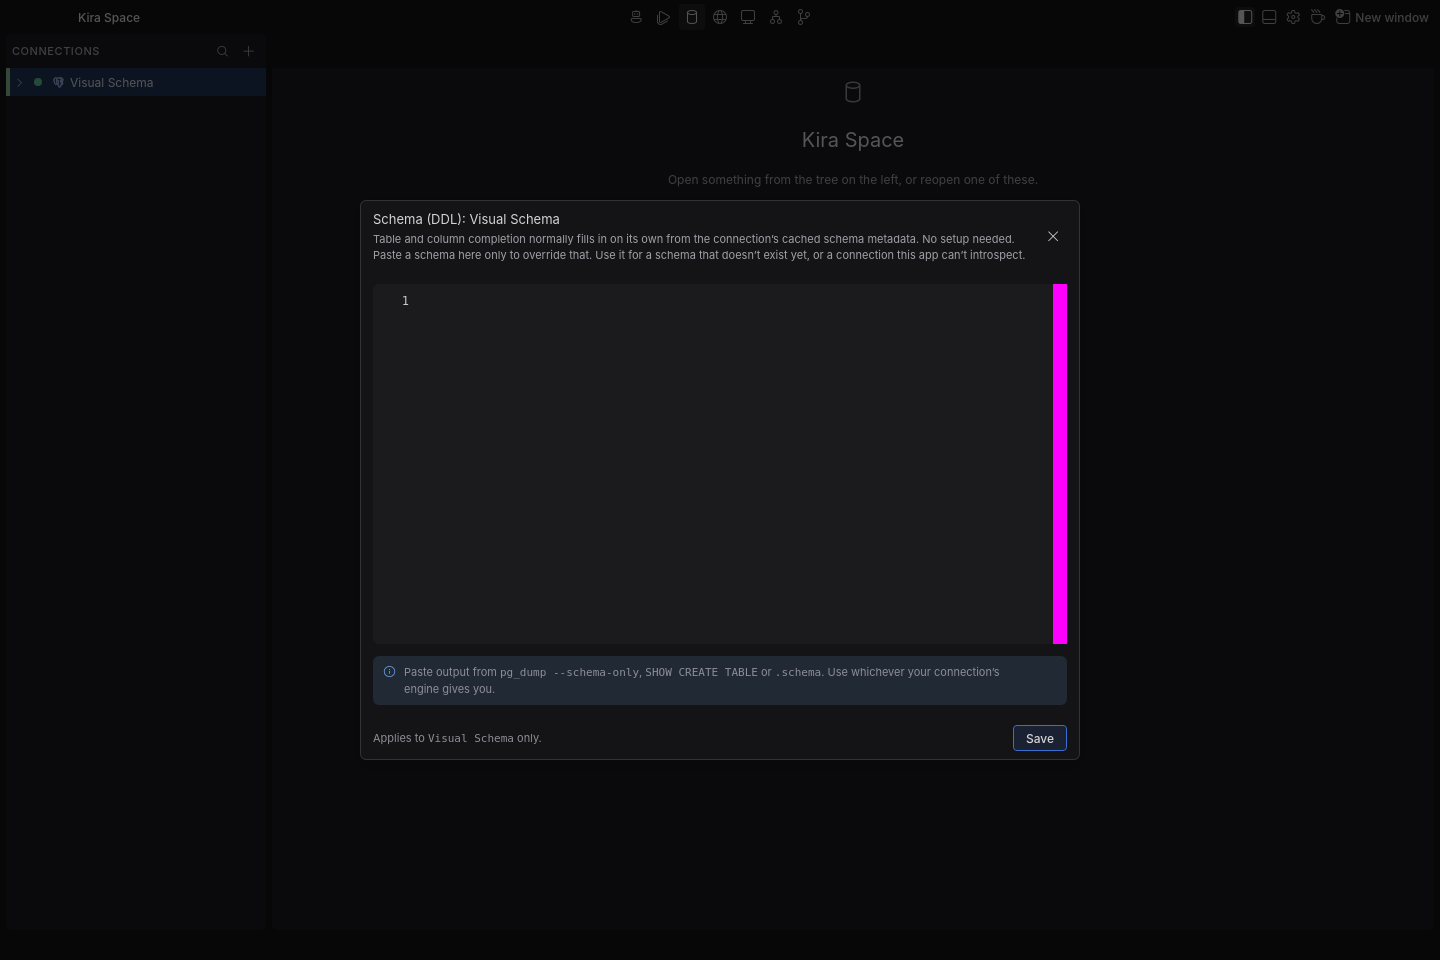 Kira Space
New window
CONNECTIONS
Visual Schema
Kira Space
Open something from the tree on the left, or reopen one of these.
Schema (DDL): Visual Schema
Table and column completion normally fills in on its own from the connection’s cached schema metadata. No setup needed.
Paste a schema here only to override that. Use it for a schema that doesn’t exist yet, or a connection this app can’t introspect.
1
Paste output from pg_dump --schema-only, SHOW CREATE TABLE or .schema. Use whichever your connection’s
engine gives you.
Applies to Visual Schema only.
Save